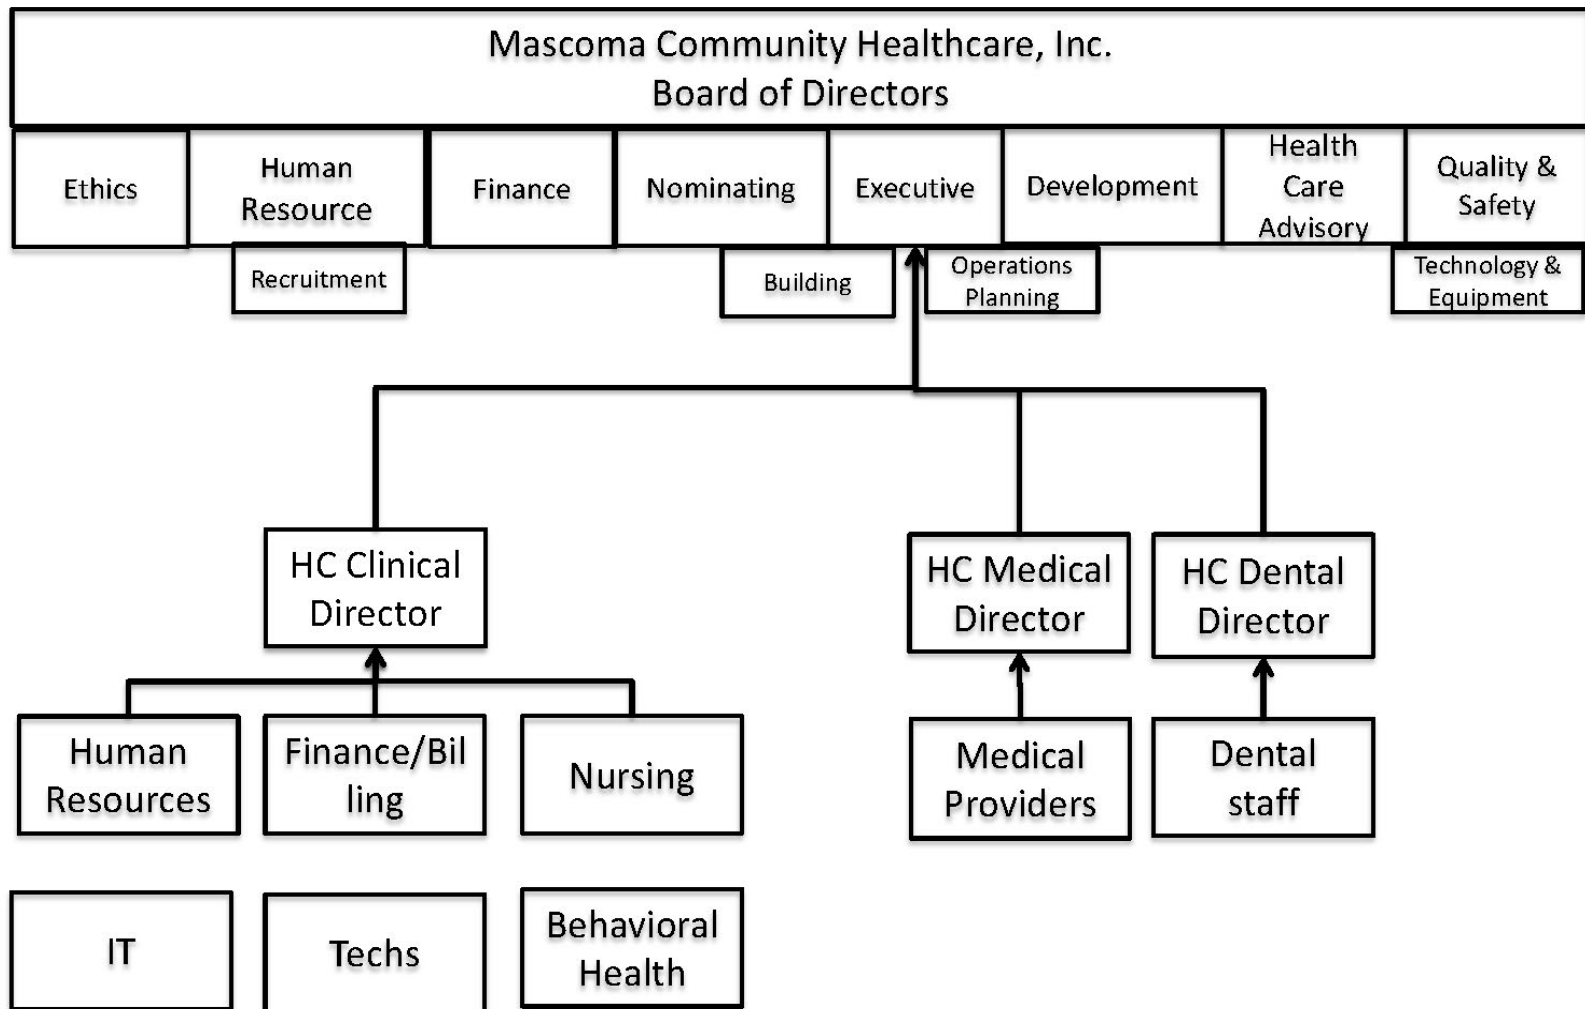 Mascoma Community Healthcare, Inc.
Board of Directors
Ethics
Human
Resource
Finance
Nominating
Executive
Development
Health
Care
Advisory
Quality &
Safety
Recruitment
Building
Operations
Planning
Technology &
Equipment
HC Clinical
Director
HC Medical
Director
HC Dental
Director
Human
Resources
Finance/Bil
ling
Nursing
Medical
Providers
Dental
staff
IT
Techs
Behavioral
Health